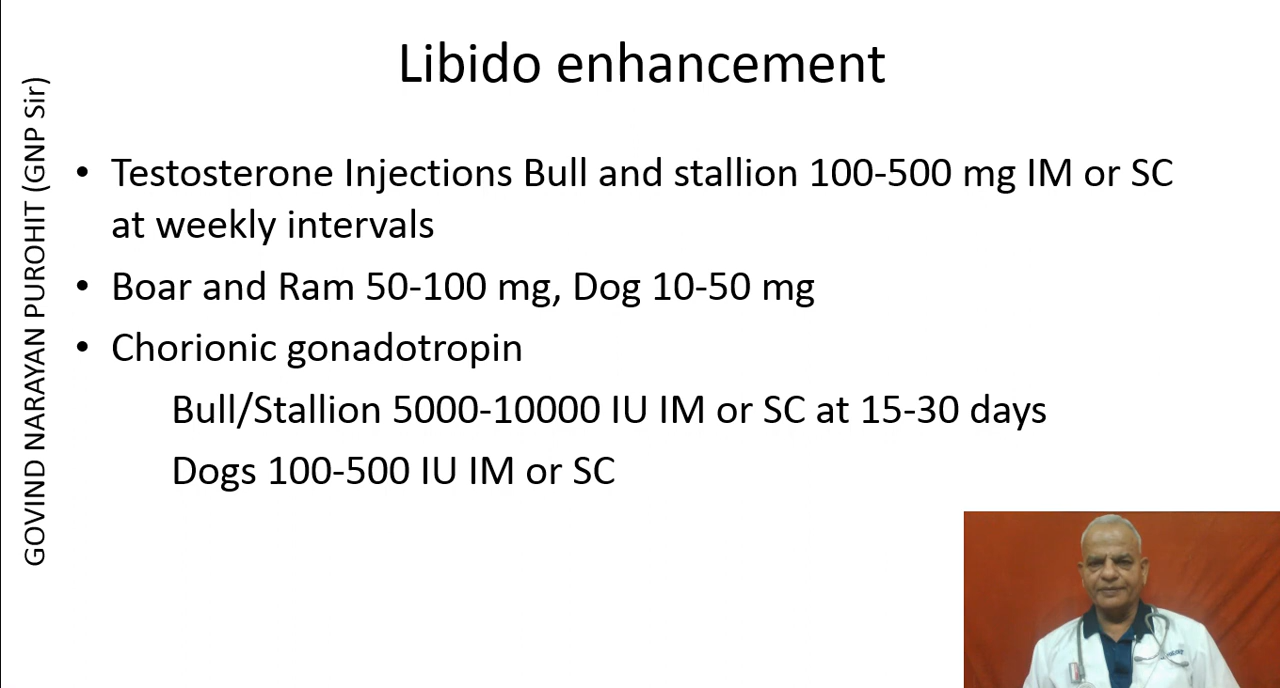 Libido enhancement
GOVIND NARAYAN PUROHIT (GNP Sir)
• Testosterone Injections Bull and stallion 100-500 mg IM or SC
at weekly intervals
• Boar and Ram 50-100 mg, Dog 10-50 mg
• Chorionic gonadotropin
Bull/Stallion 5000-10000 IU IM or SC at 15-30 days
Dogs 100-500 IU IM or SC